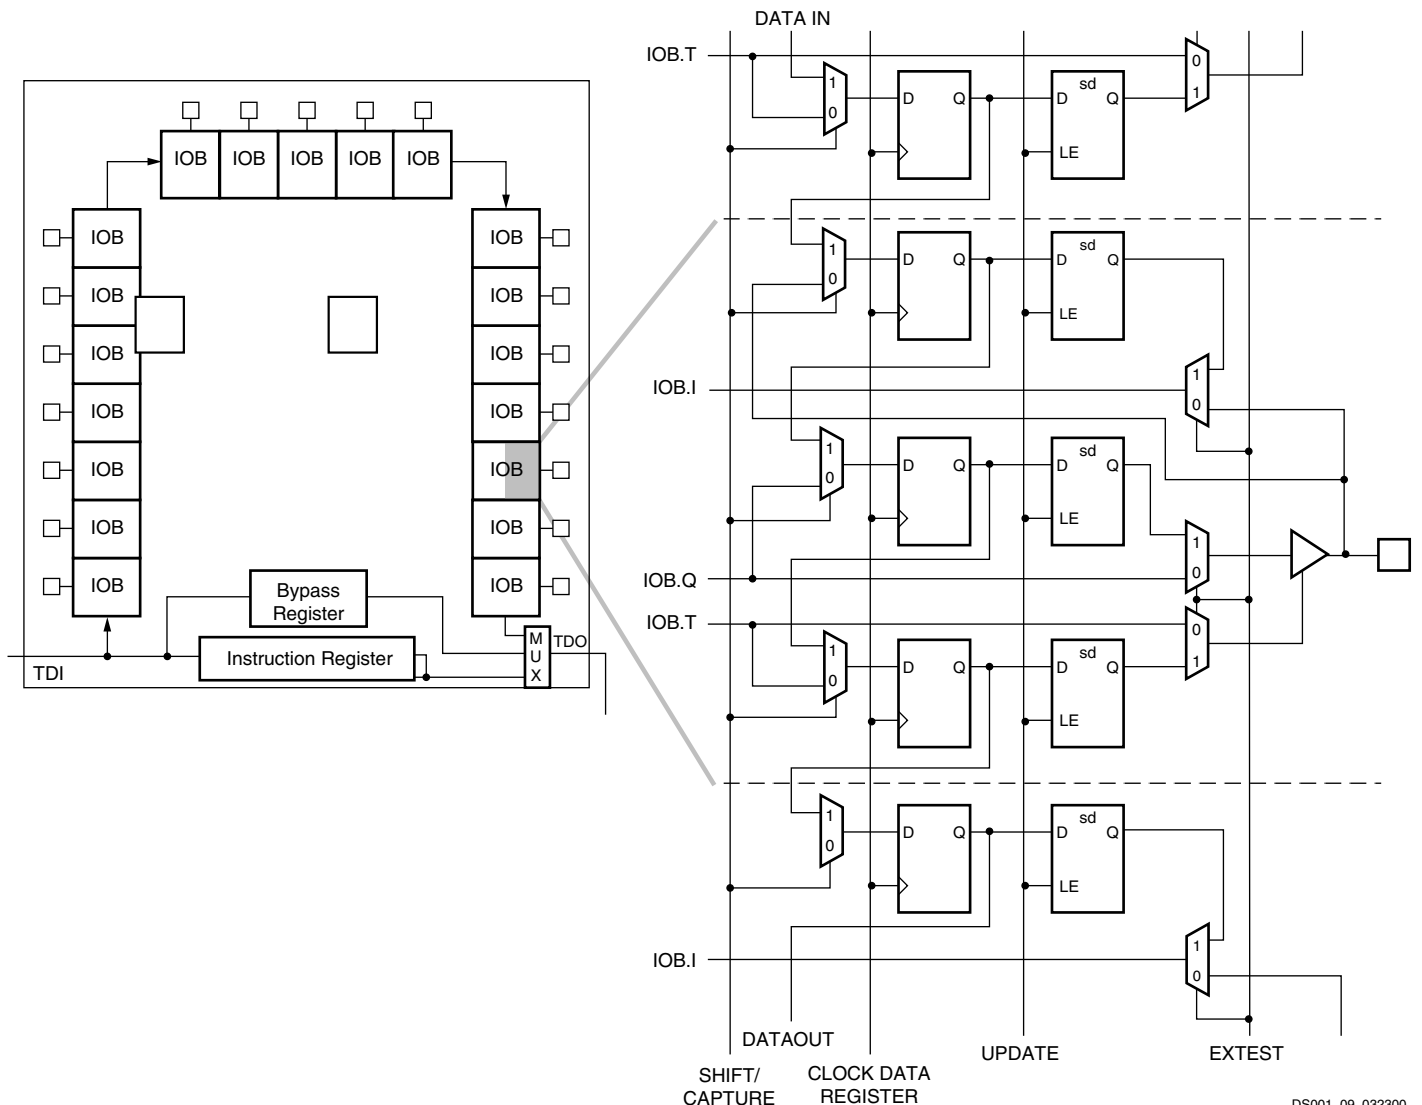 DATA IN
IOB.T
0
1
1
0
D Q
sd
D Q
LE
IOB IOB IOB IOB IOB
IOB
IOB
IOB
IOB
IOB
IOB
IOB
IOB
IOB
IOB
IOB
IOB
IOB
IOB
Bypass
Register
Instruction Register
TDI
M
U
X
TDO
1
0
D Q
sd
D Q
LE
IOB.I
1
0
1
0
D Q
sd
D Q
LE
1
0
IOB.Q
IOB.T
0
1
1
0
D Q
sd
D Q
LE
1
0
D Q
sd
D Q
LE
IOB.I
1
0
DATAOUT
UPDATE
EXTEST
SHIFT/
CAPTURE
CLOCK DATA
REGISTER
DS001_09_032300